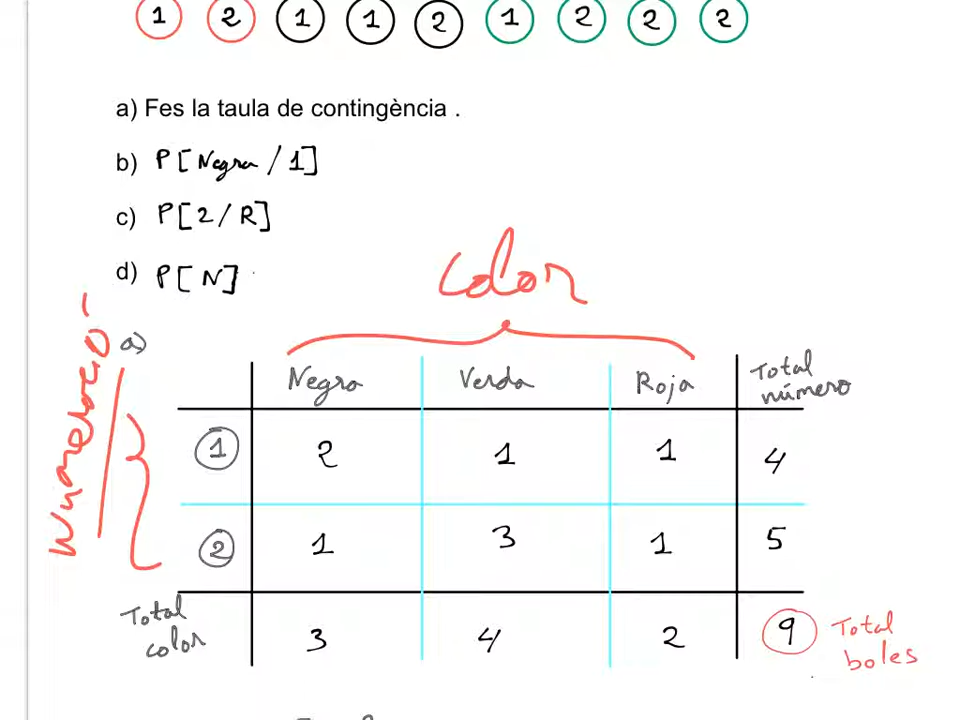 1 2 1 1 2 1 2 2 2
a) Fes la taula de contingència .
b) P[Negra / 1]
c) P[2 / R]
d) P[N]
color
Numeració
a)
Negra Verda Roja Total número
1 2 1 1 4
2 1 3 1 5
Total color 3 4 2 9 Total boles